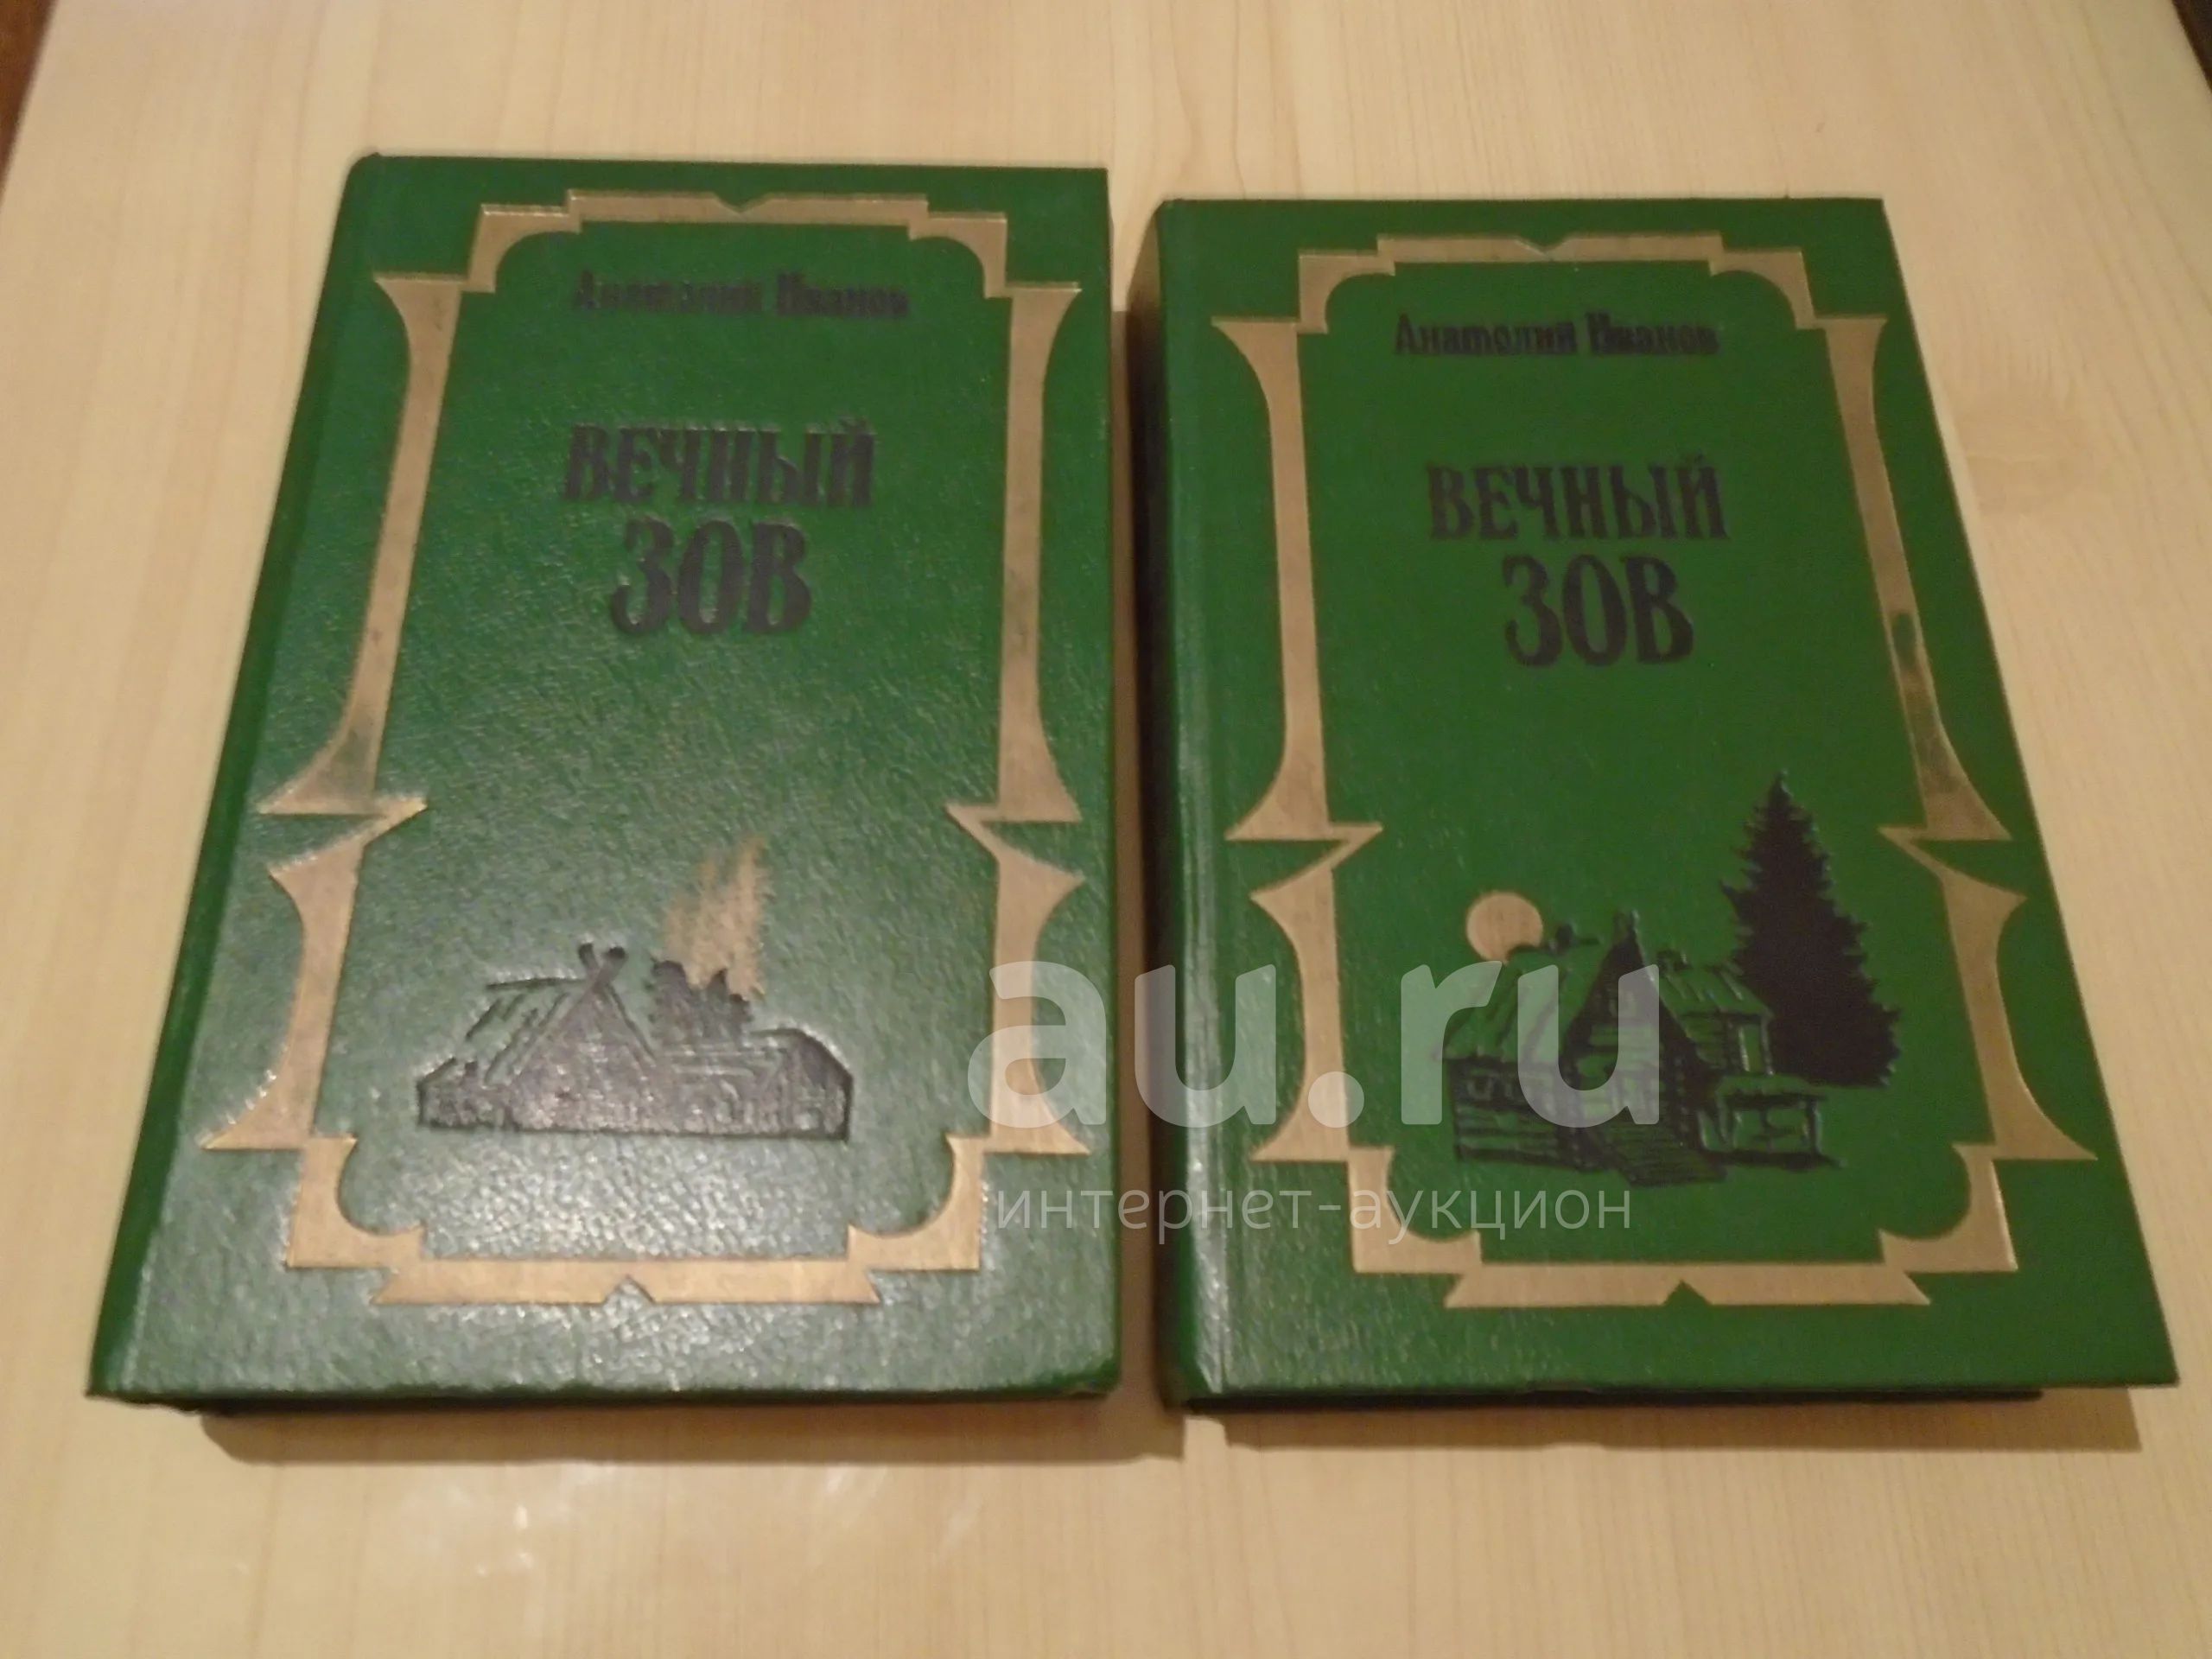 Анатолий Иванов
ВЕЧНЫЙ
ЗОВ
Анатолий Иванов
ВЕЧНЫЙ
ЗОВ
au.ru
интернет-аукцион